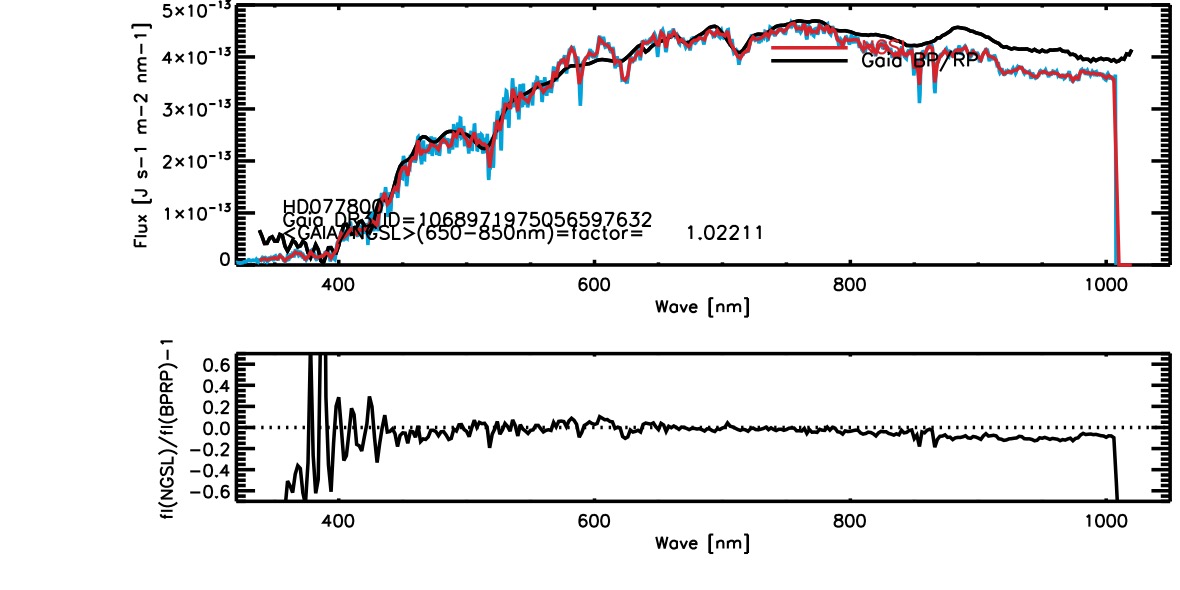 5×10−13
4×10−13
3×10−13
2×10−13
1×10−13
0
Flux [J s−1 m−2 nm−1]
NGSL
Gaia BP/RP
HD077800
Gaia DR3 ID=1068971975056597632
<GAIA/NGSL>(650−850nm)=factor= 1.02211
400 600 800 1000
Wave [nm]
fl(NGSL)/fl(BPRP)−1
0.6
0.4
0.2
0.0
−0.2
−0.4
−0.6
400 600 800 1000
Wave [nm]